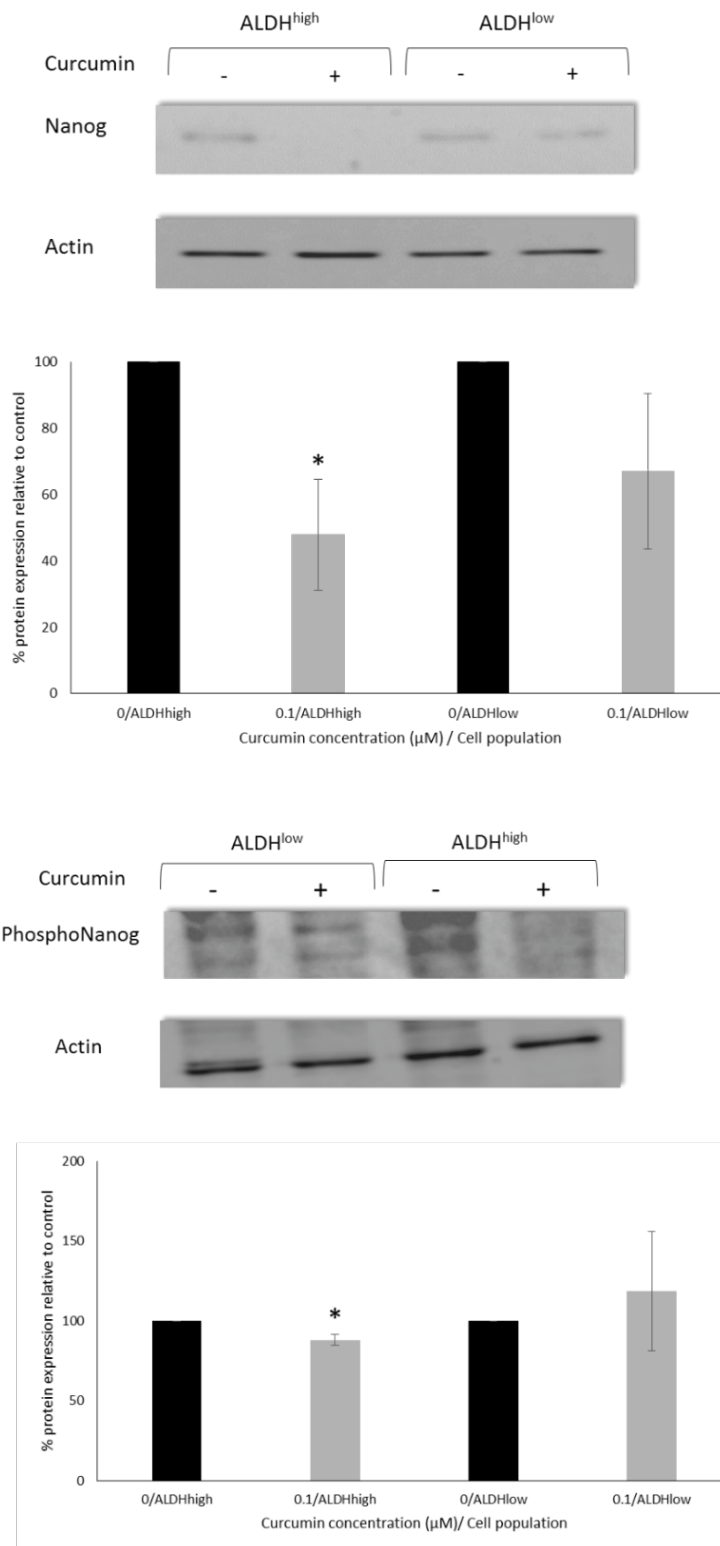 ALDHhigh ALDHlow
Curcumin - + - +
Nanog
Actin
100
80
60
40
20
0
% protein expression relative to control
*
0/ALDHhigh 0.1/ALDHhigh 0/ALDHlow 0.1/ALDHlow
Curcumin concentration (µM) / Cell population
ALDHlow ALDHhigh
Curcumin - + - +
PhosphoNanog
Actin
200
150
100
50
0
% protein expression relative to control
*
0/ALDHhigh 0.1/ALDHhigh 0/ALDHlow 0.1/ALDHlow
Curcumin concentration (µM)/ Cell population